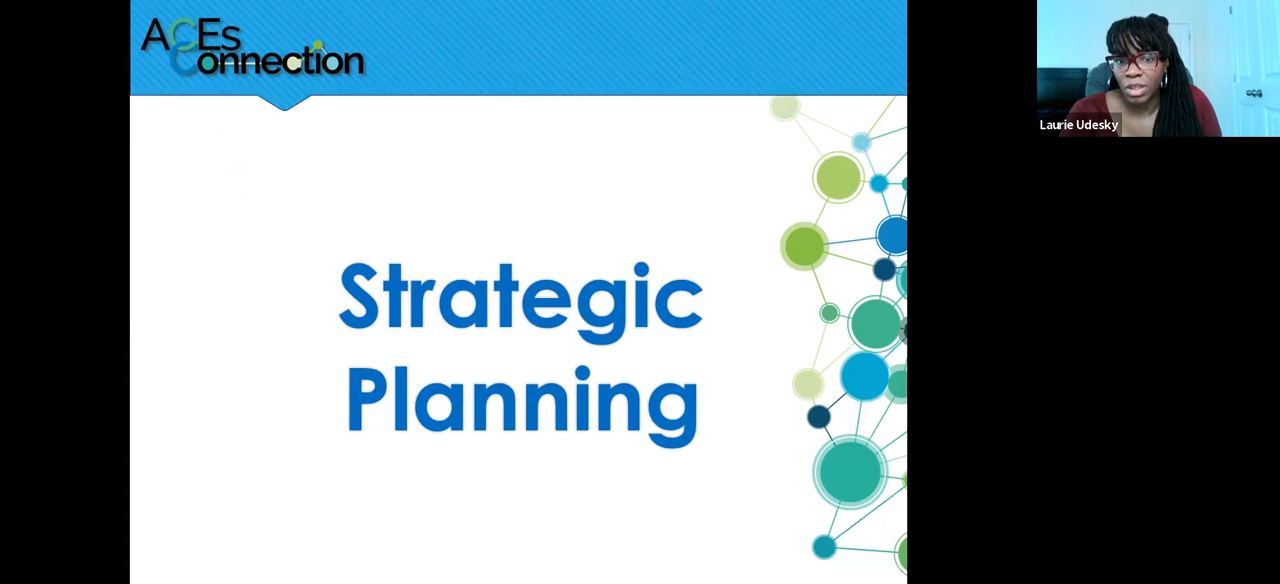 ACEs
Connection
Laurie Udesky
Strategic
Planning